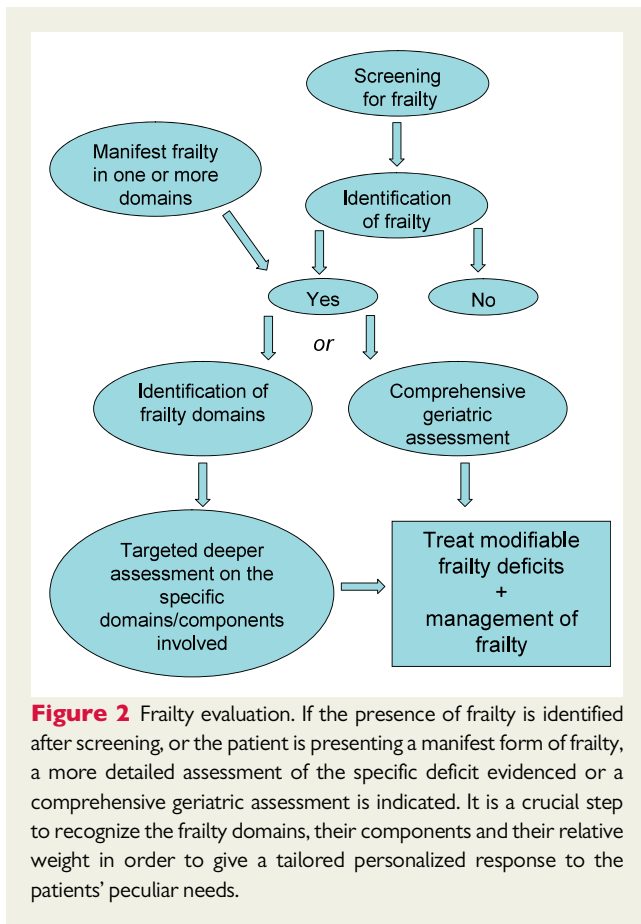 Screening
for frailty
Manifest frailty
in one or more
domains
Identification
of frailty
Yes
No
or
Identification of
frailty domains
Comprehensive
geriatric
assessment
Targeted deeper
assessment on the
specific
domains/components
involved
Treat modifiable
frailty deficits
+
management of
frailty
Figure 2 Frailty evaluation. If the presence of frailty is identified
after screening, or the patient is presenting a manifest form of frailty,
a more detailed assessment of the specific deficit evidenced or a
comprehensive geriatric assessment is indicated. It is a crucial step
to recognize the frailty domains, their components and their relative
weight in order to give a tailored personalized response to the
patients' peculiar needs.